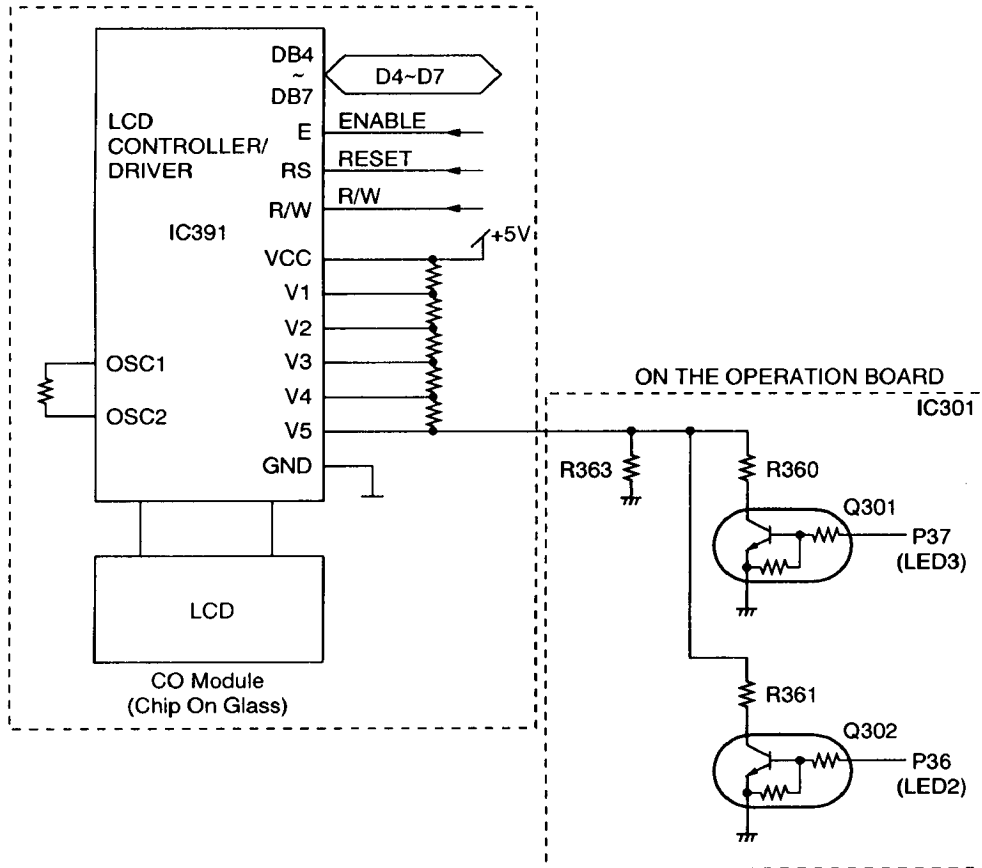 DB4
~
DB7
D4~D7
LCD
CONTROLLER/
DRIVER
IC391
E
ENABLE
RS
RESET
R/W
R/W
VCC
+5V
V1
V2
V3
V4
V5
GND
OSC1
OSC2
LCD
CO Module
(Chip On Glass)
ON THE OPERATION BOARD
IC301
R363
R360
Q301
P37
(LED3)
R361
Q302
P36
(LED2)